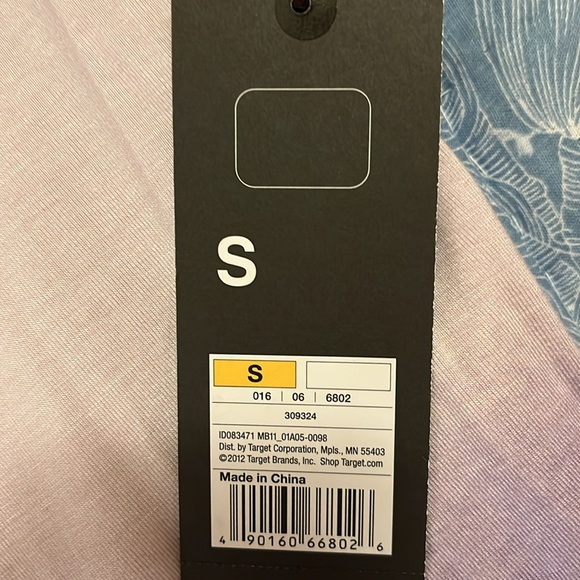 S
S
016 | 06 | 6802
309324
ID083471 MB11_01A05-0098
Dist. by Target Corporation, Mpls., MN 55403
©2012 Target Brands, Inc. Shop Target.com
Made in China
4 90160 66802 6